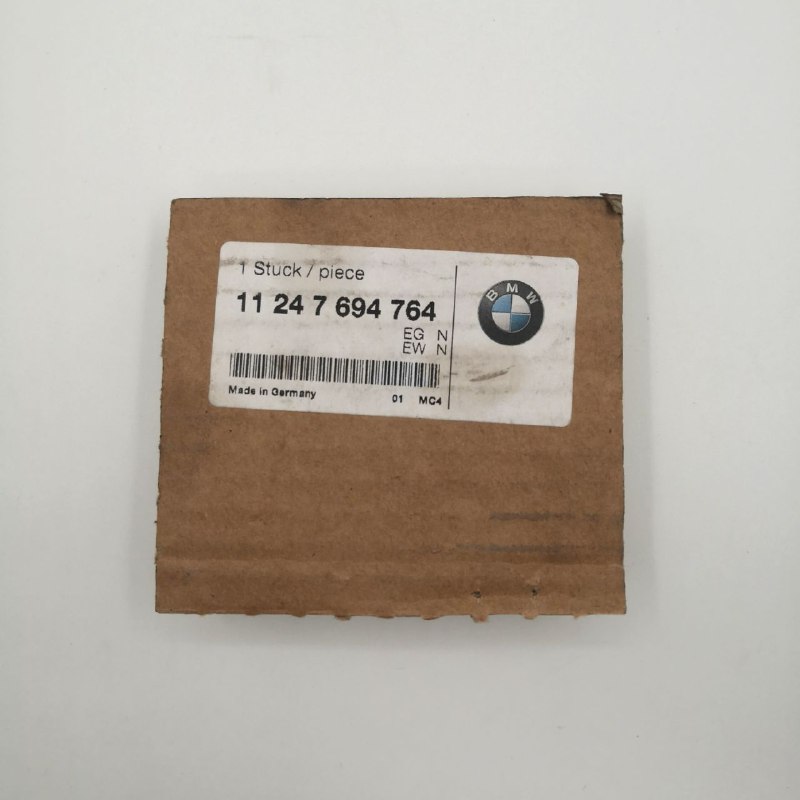 1 Stuck / piece
11 24 7 694 764
EG N
EW N
Made in Germany 01 MC4
BMW